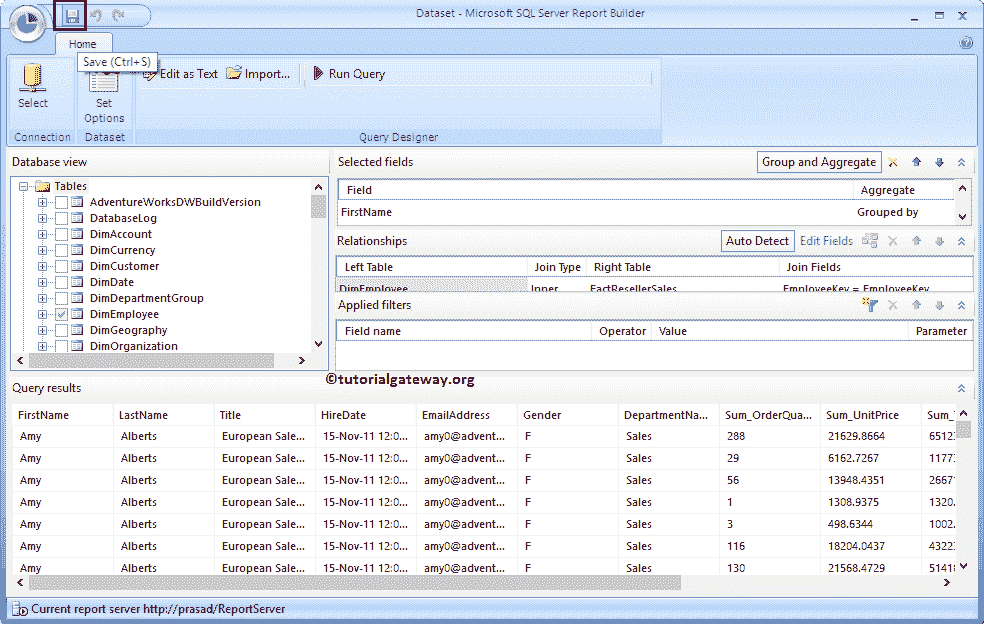 Dataset - Microsoft SQL Server Report Builder
Home
Save (Ctrl+S)
Edit as Text Import... Run Query
Select
Set
Options
Connection Dataset Query Designer
Database view
Tables
AdventureWorksDWBuildVersion
DatabaseLog
DimAccount
DimCurrency
DimCustomer
DimDate
DimDepartmentGroup
DimEmployee
DimGeography
DimOrganization
Selected fields Group and Aggregate
Field Aggregate
FirstName Grouped by
Relationships Auto Detect Edit Fields
Left Table Join Type Right Table Join Fields
DimEmployee Inner FactResellerSales EmployeeKey = EmployeeKey
Applied filters
Field name Operator Value Parameter
©tutorialgateway.org
Query results
FirstName LastName Title HireDate EmailAddress Gender DepartmentNa... Sum_OrderQua... Sum_UnitPrice Sum_
Amy Alberts European Sale... 15-Nov-11 12:0... amy0@advent... F Sales 288 21629.8664 6512
Amy Alberts European Sale... 15-Nov-11 12:0... amy0@advent... F Sales 29 6162.7267 1177
Amy Alberts European Sale... 15-Nov-11 12:0... amy0@advent... F Sales 56 13948.4351 2667
Amy Alberts European Sale... 15-Nov-11 12:0... amy0@advent... F Sales 1 1308.9375 1320.
Amy Alberts European Sale... 15-Nov-11 12:0... amy0@advent... F Sales 3 498.6344 1002.
Amy Alberts European Sale... 15-Nov-11 12:0... amy0@advent... F Sales 116 18204.0437 4322
Amy Alberts European Sale... 15-Nov-11 12:0... amy0@advent... F Sales 130 21568.4729 5141
Current report server http://prasad/ReportServer